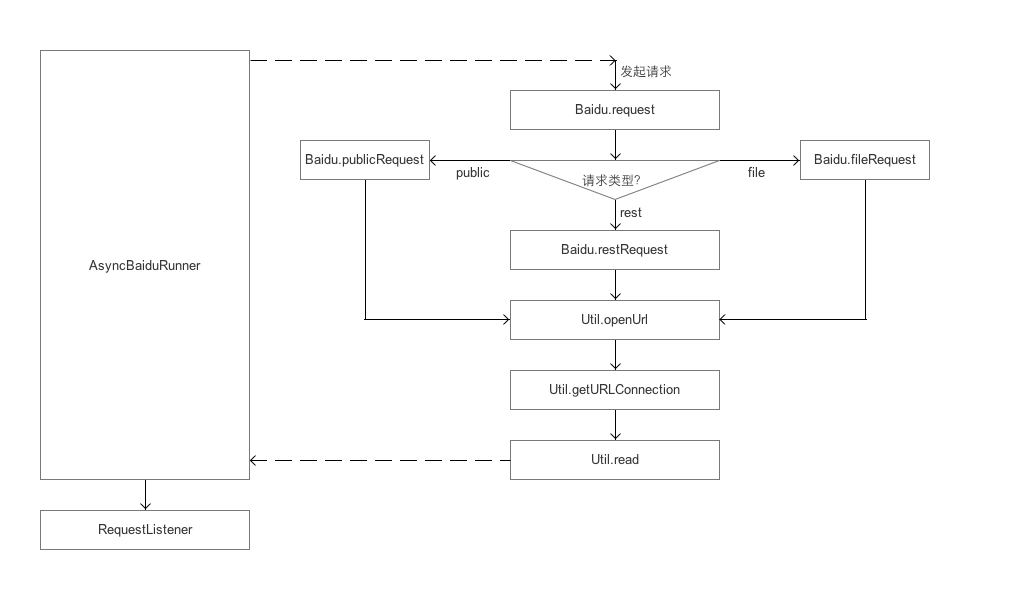 发起请求
Baidu.request
Baidu.publicRequest
Baidu.fileRequest
public
请求类型?
file
rest
Baidu.restRequest
AsyncBaiduRunner
Util.openUrl
Util.getURLConnection
Util.read
RequestListener